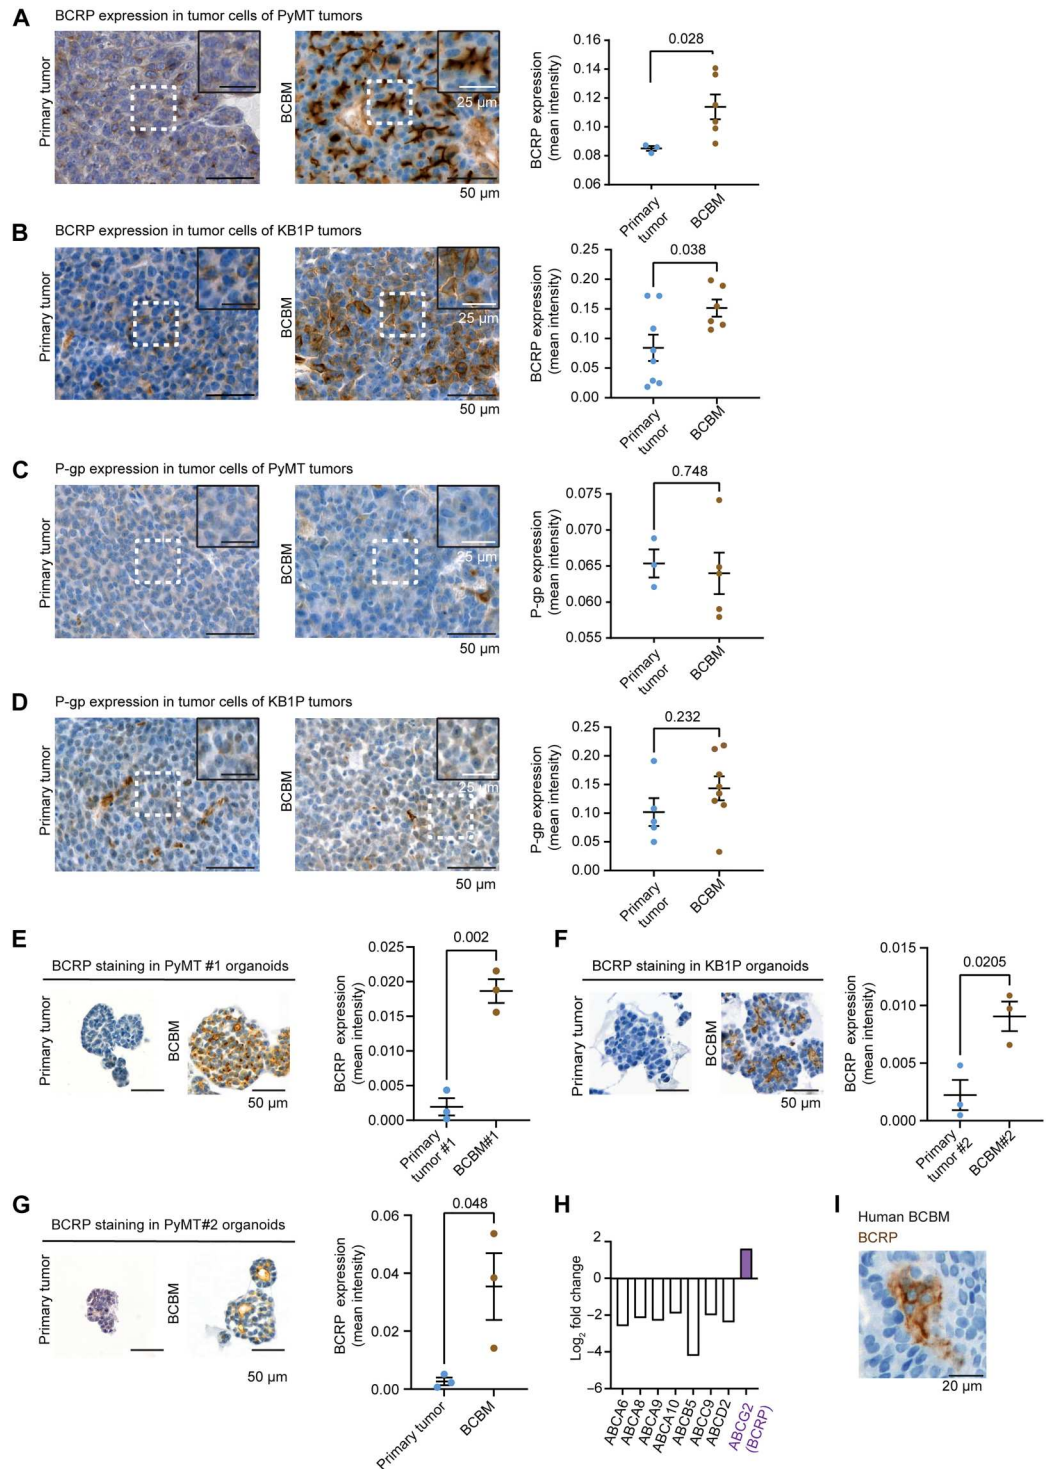 A BCRP expression in tumor cells of PyMT tumors
Primary tumor
BCBM
25 µm
50 µm
BCRP expression
(mean intensity)
0.16
0.14
0.12
0.10
0.08
0.06
0.028
Primary
tumor
BCBM
B BCRP expression in tumor cells of KB1P tumors
Primary tumor
BCBM
25 µm
50 µm
BCRP expression
(mean intensity)
0.25
0.20
0.15
0.10
0.05
0.00
0.038
Primary
tumor
BCBM
C P-gp expression in tumor cells of PyMT tumors
Primary tumor
BCBM
25 µm
50 µm
P-gp expression
(mean intensity)
0.075
0.070
0.065
0.060
0.055
0.748
Primary
tumor
BCBM
D P-gp expression in tumor cells of KB1P tumors
Primary tumor
BCBM
25 µm
50 µm
P-gp expression
(mean intensity)
0.25
0.20
0.15
0.10
0.05
0.00
0.232
Primary
tumor
BCBM
E BCRP staining in PyMT #1 organoids
Primary tumor
BCBM
50 µm
BCRP expression
(mean intensity)
0.025
0.020
0.015
0.010
0.005
0.000
0.002
Primary
tumor #1
BCBM#1
F BCRP staining in KB1P organoids
Primary tumor
BCBM
50 µm
BCRP expression
(mean intensity)
0.015
0.010
0.005
0.000
0.0205
Primary
tumor #2
BCBM#2
G BCRP staining in PyMT#2 organoids
Primary tumor
BCBM
50 µm
BCRP expression
(mean intensity)
0.06
0.04
0.02
0.00
0.048
Primary tumor
BCBM
H
Log2 fold change
2
0
−2
−4
−6
ABCA6
ABCA8
ABCA9
ABCA10
ABCB5
ABCC9
ABCD2
ABCG2
(BCRP)
I Human BCBM
BCRP
20 µm